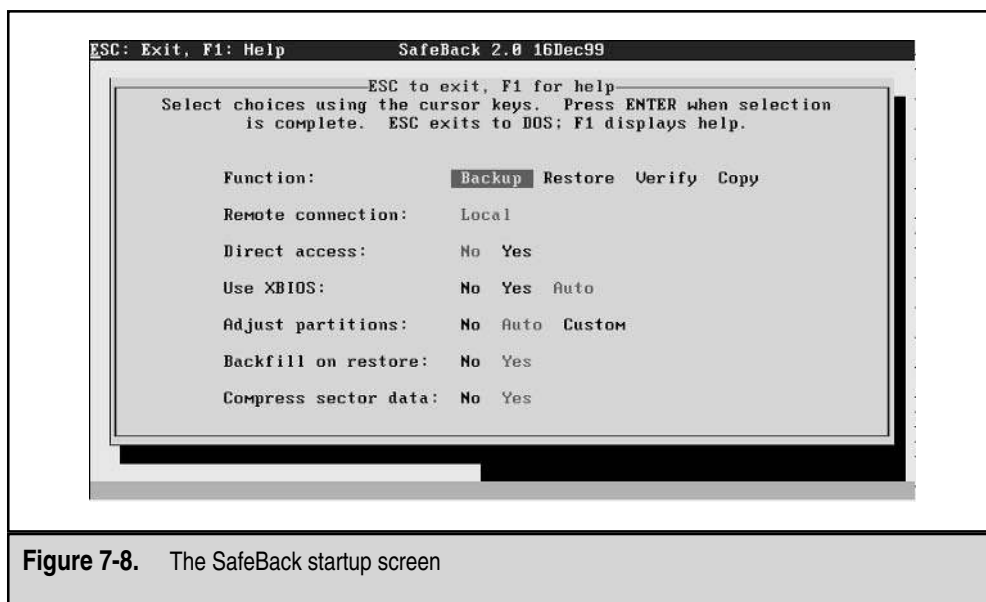 ESC: Exit, F1: Help SafeBack 2.0 16Dec99
ESC to exit, F1 for help
Select choices using the cursor keys. Press ENTER when selection
is complete. ESC exits to DOS; F1 displays help.
Function: Backup Restore Verify Copy
Remote connection: Local
Direct access: No Yes
Use XBIOS: No Yes Auto
Adjust partitions: No Auto Custom
Backfill on restore: No Yes
Compress sector data: No Yes
Figure 7-8. The SafeBack startup screen